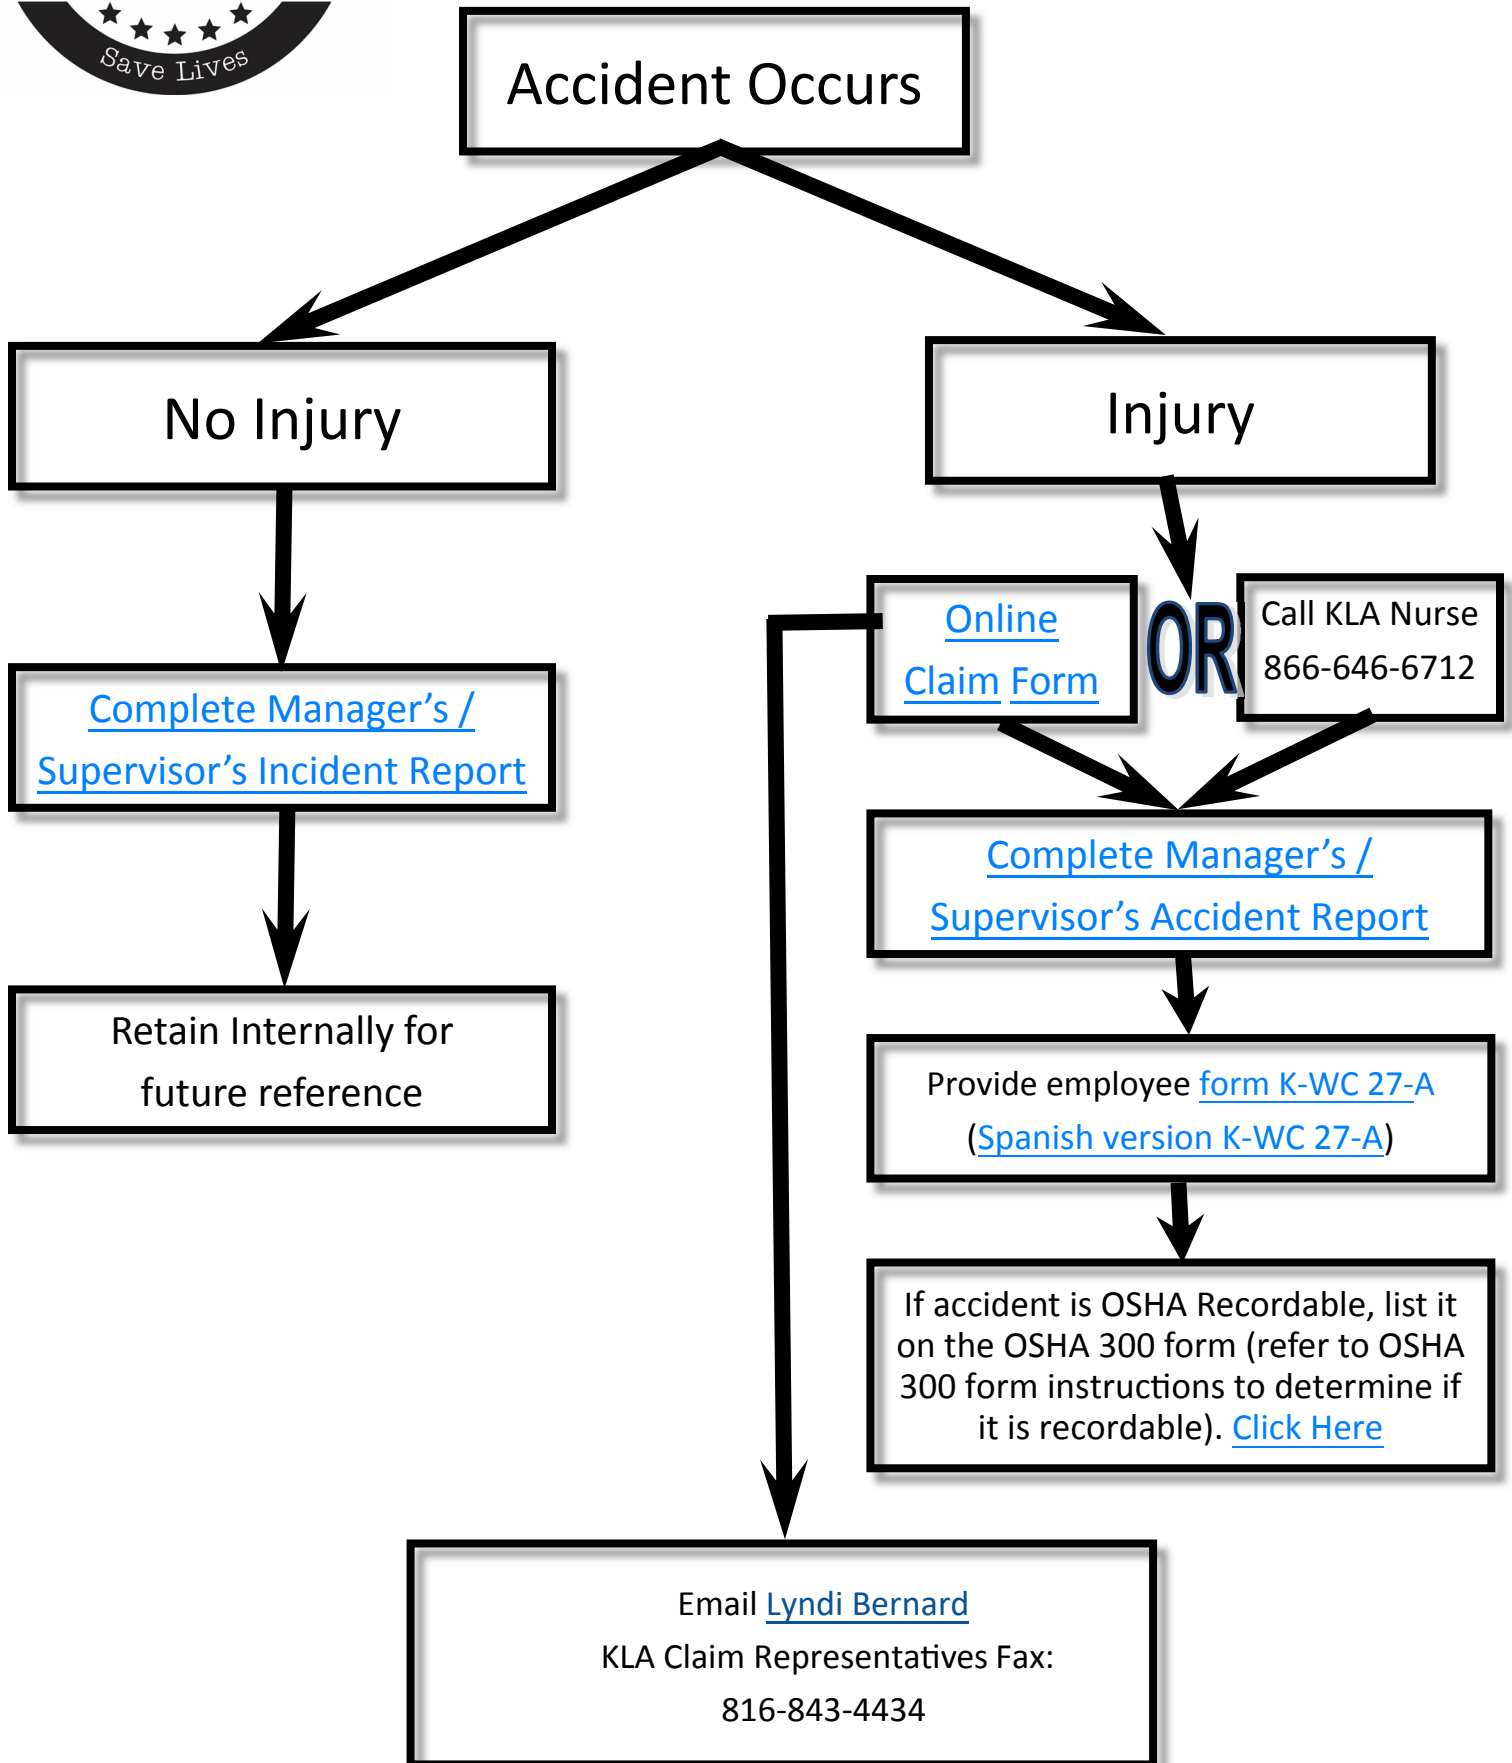 Save Lives
Accident Occurs
No Injury
Injury
Online
Claim Form
OR
Call KLA Nurse
866-646-6712
Complete Manager’s /
Supervisor’s Incident Report
Complete Manager’s /
Supervisor’s Accident Report
Retain Internally for
future reference
Provide employee form K-WC 27-A
(Spanish version K-WC 27-A)
If accident is OSHA Recordable, list it
on the OSHA 300 form (refer to OSHA
300 form instructions to determine if
it is recordable). Click Here
Email Lyndi Bernard
KLA Claim Representatives Fax:
816-843-4434